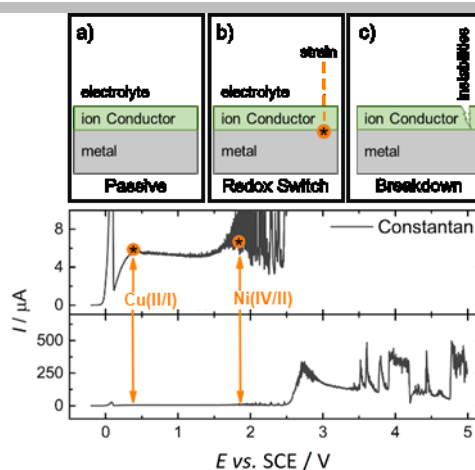 a) b) c)
strain
instabilities
electrolyte electrolyte
ion Conductor ion Conductor ion Conductor
metal metal metal
Passive Redox Switch Breakdown
8
Constantan
4
Cu(II/I) Ni(IV/II)
0
I / µA
500
250
0
0 1 2 3 4 5
E vs. SCE / V